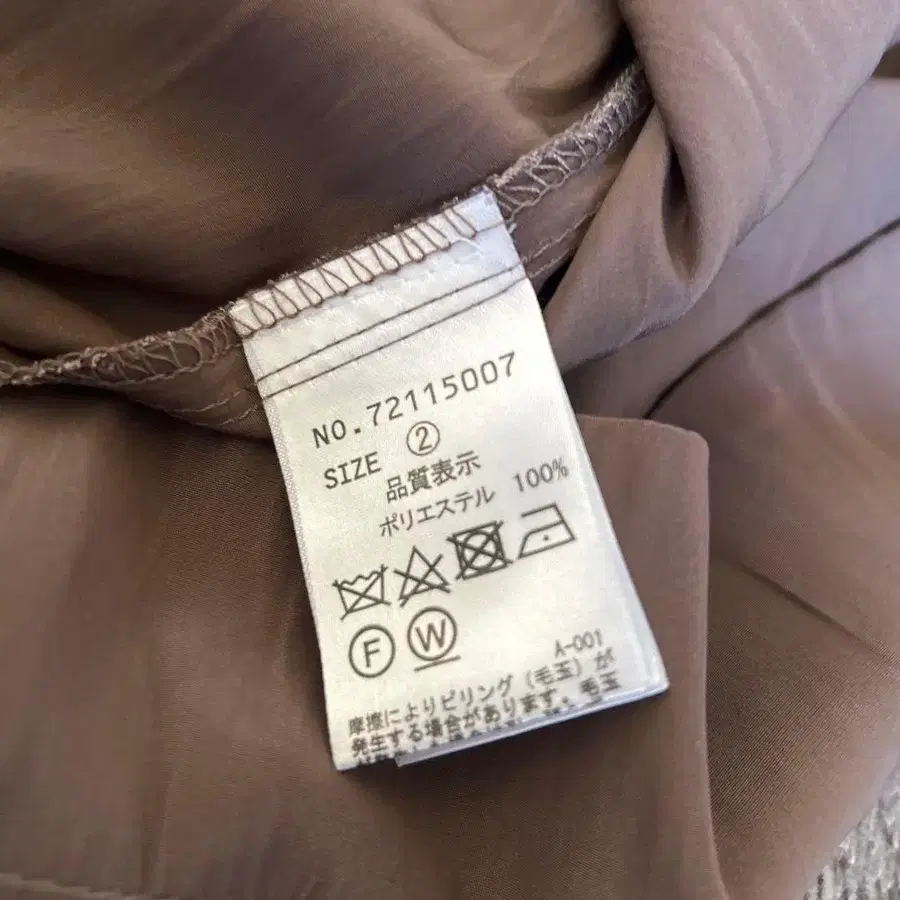 NO.72115007
SIZE ②
品質表示
ポリエステル 100%
F W
A-001
摩擦によりピリング(毛玉)が
発生する場合があります。毛玉